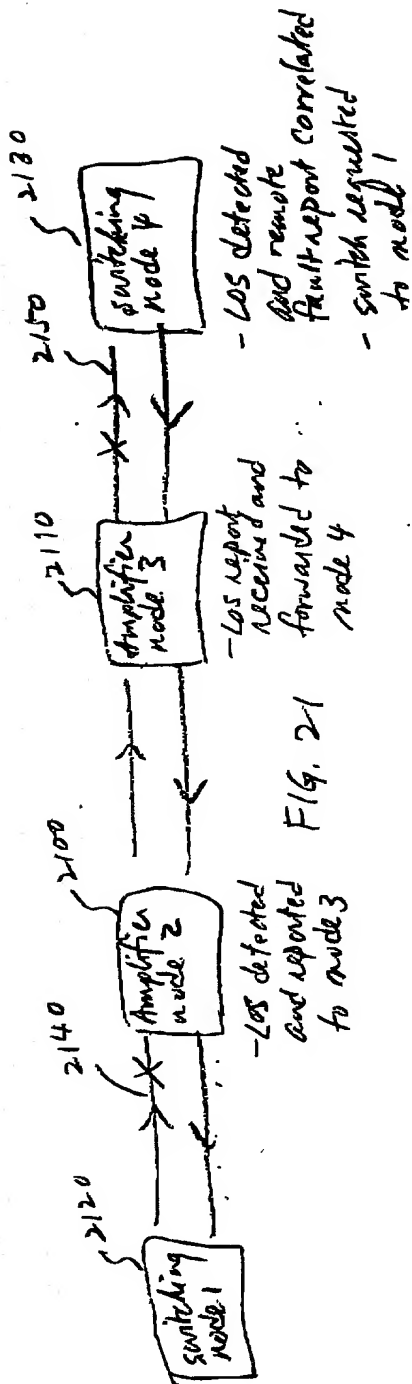 2120
switching
node 1
2140
2100
Amplifier
node
2
-LOS detected
and reported
to node 3
2110
Amplifier
node
3
-LOS report
received and
forwarded to
node 4
2150
2130
switching
node 4
- LOS detected
and remote
fault report correlated
- switch requested
to node 1
FIG. 21